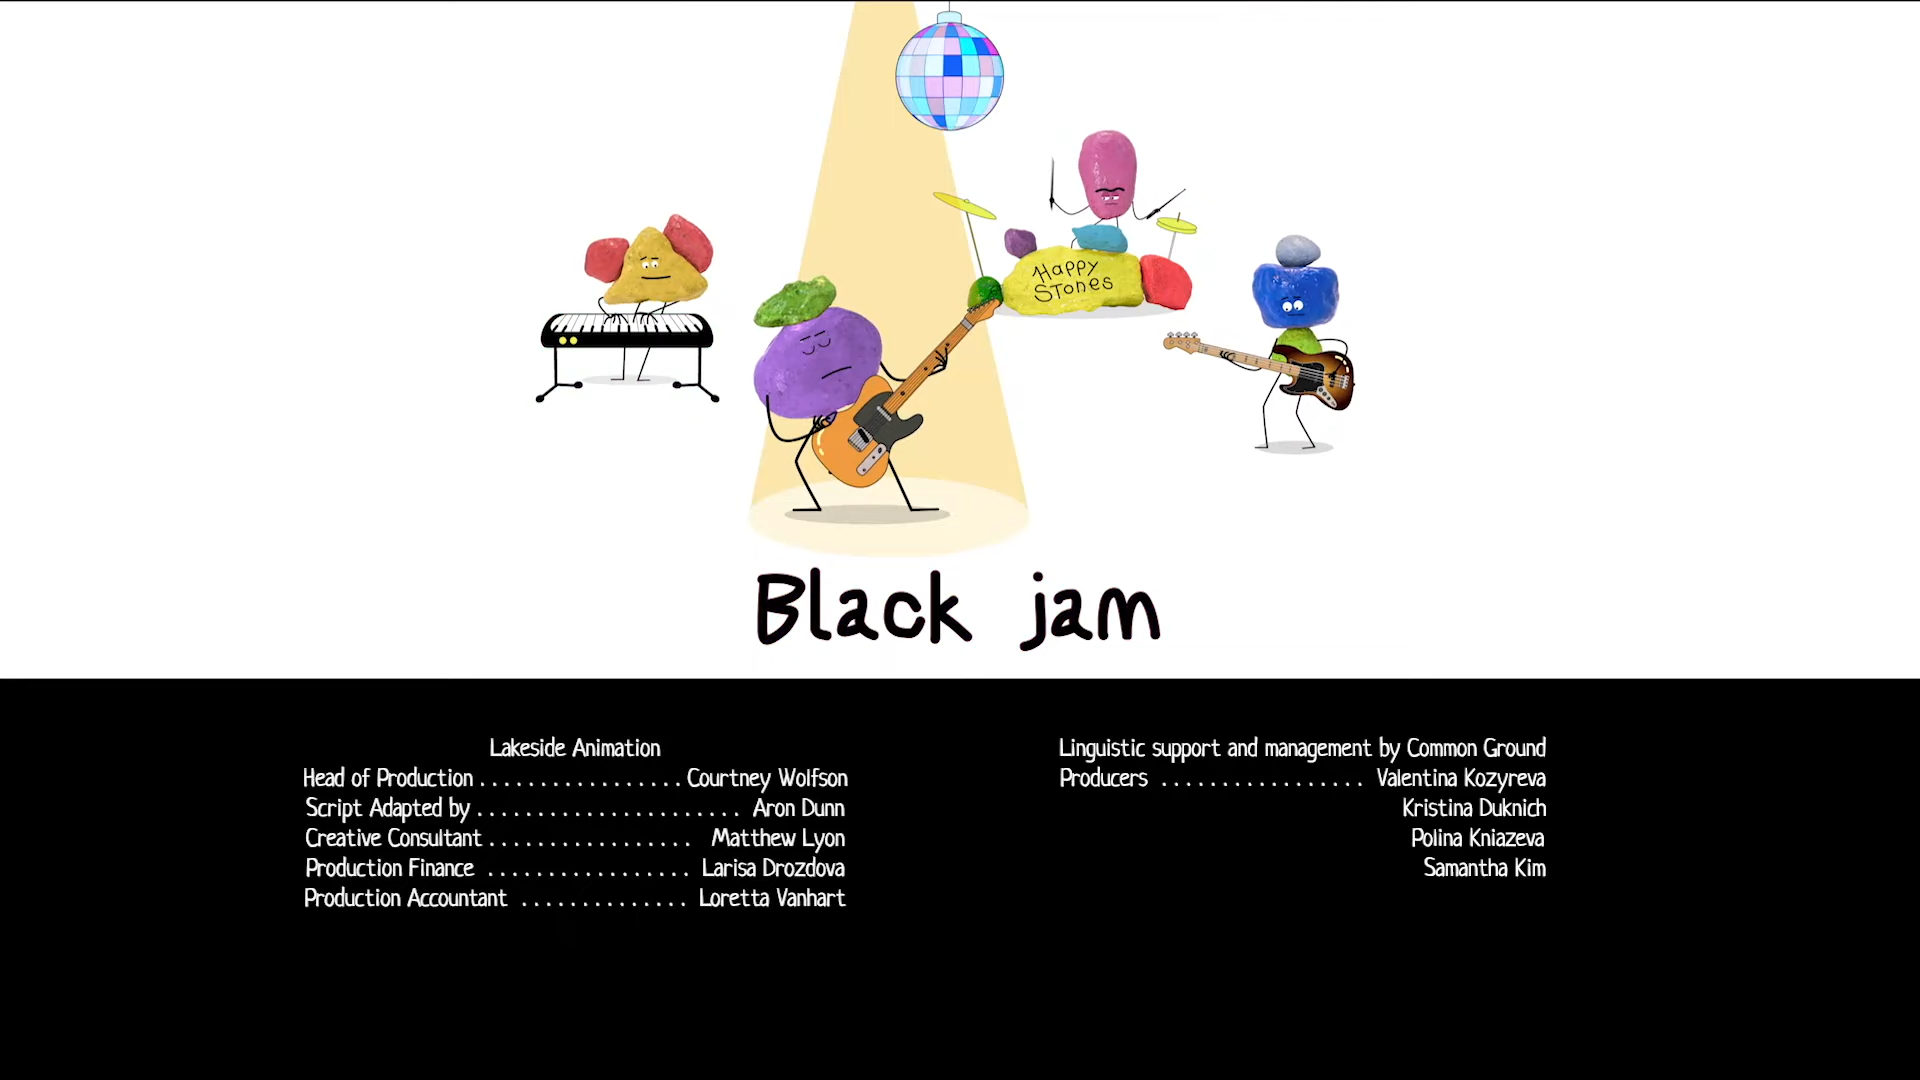 Happy
Stones
Black jam
Lakeside Animation
Head of Production . . . . . . . . . . . . . . . . . Courtney Wolfson
Script Adapted by . . . . . . . . . . . . . . . . . . . . . . Aron Dunn
Creative Consultant . . . . . . . . . . . . . . . . . Matthew Lyon
Production Finance . . . . . . . . . . . . . . . . . Larisa Drozdova
Production Accountant . . . . . . . . . . . . . . Loretta Vanhart
Linguistic support and management by Common Ground
Producers . . . . . . . . . . . . . . . . . Valentina Kozyreva
Kristina Duknich
Polina Kniazeva
Samantha Kim